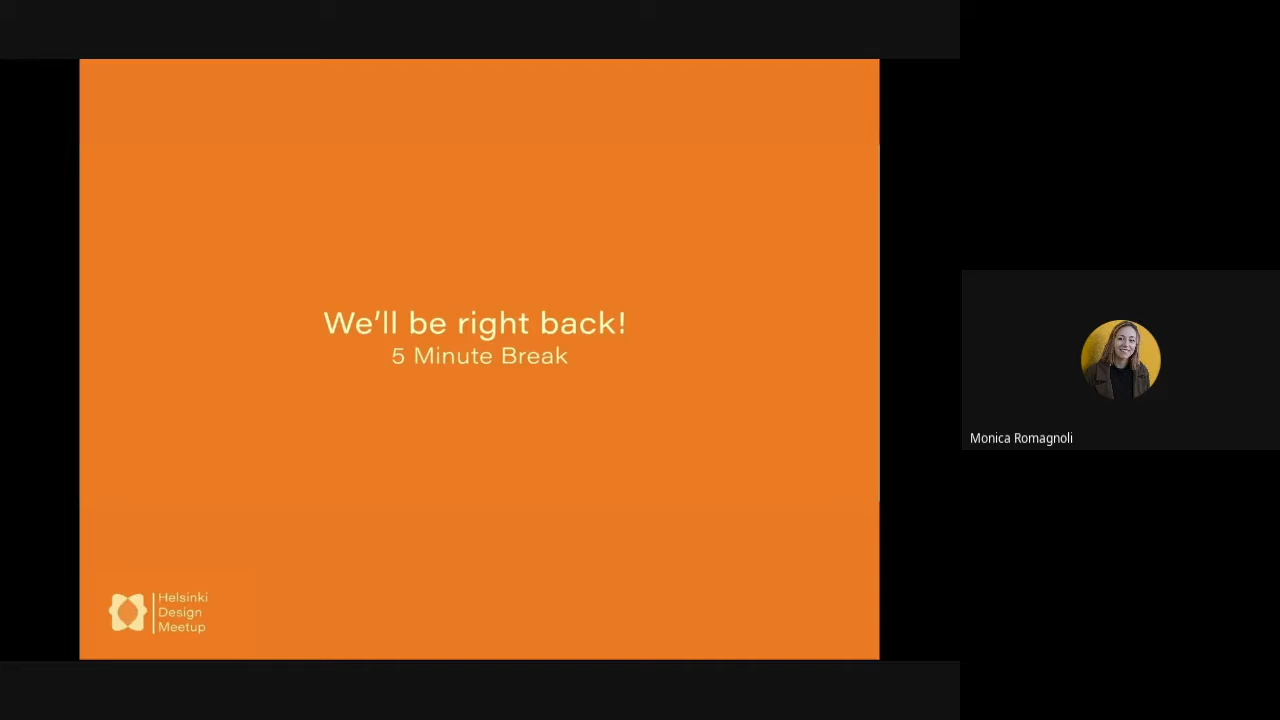 We'll be right back!
5 Minute Break
Helsinki
Design
Meetup
Monica Romagnoli